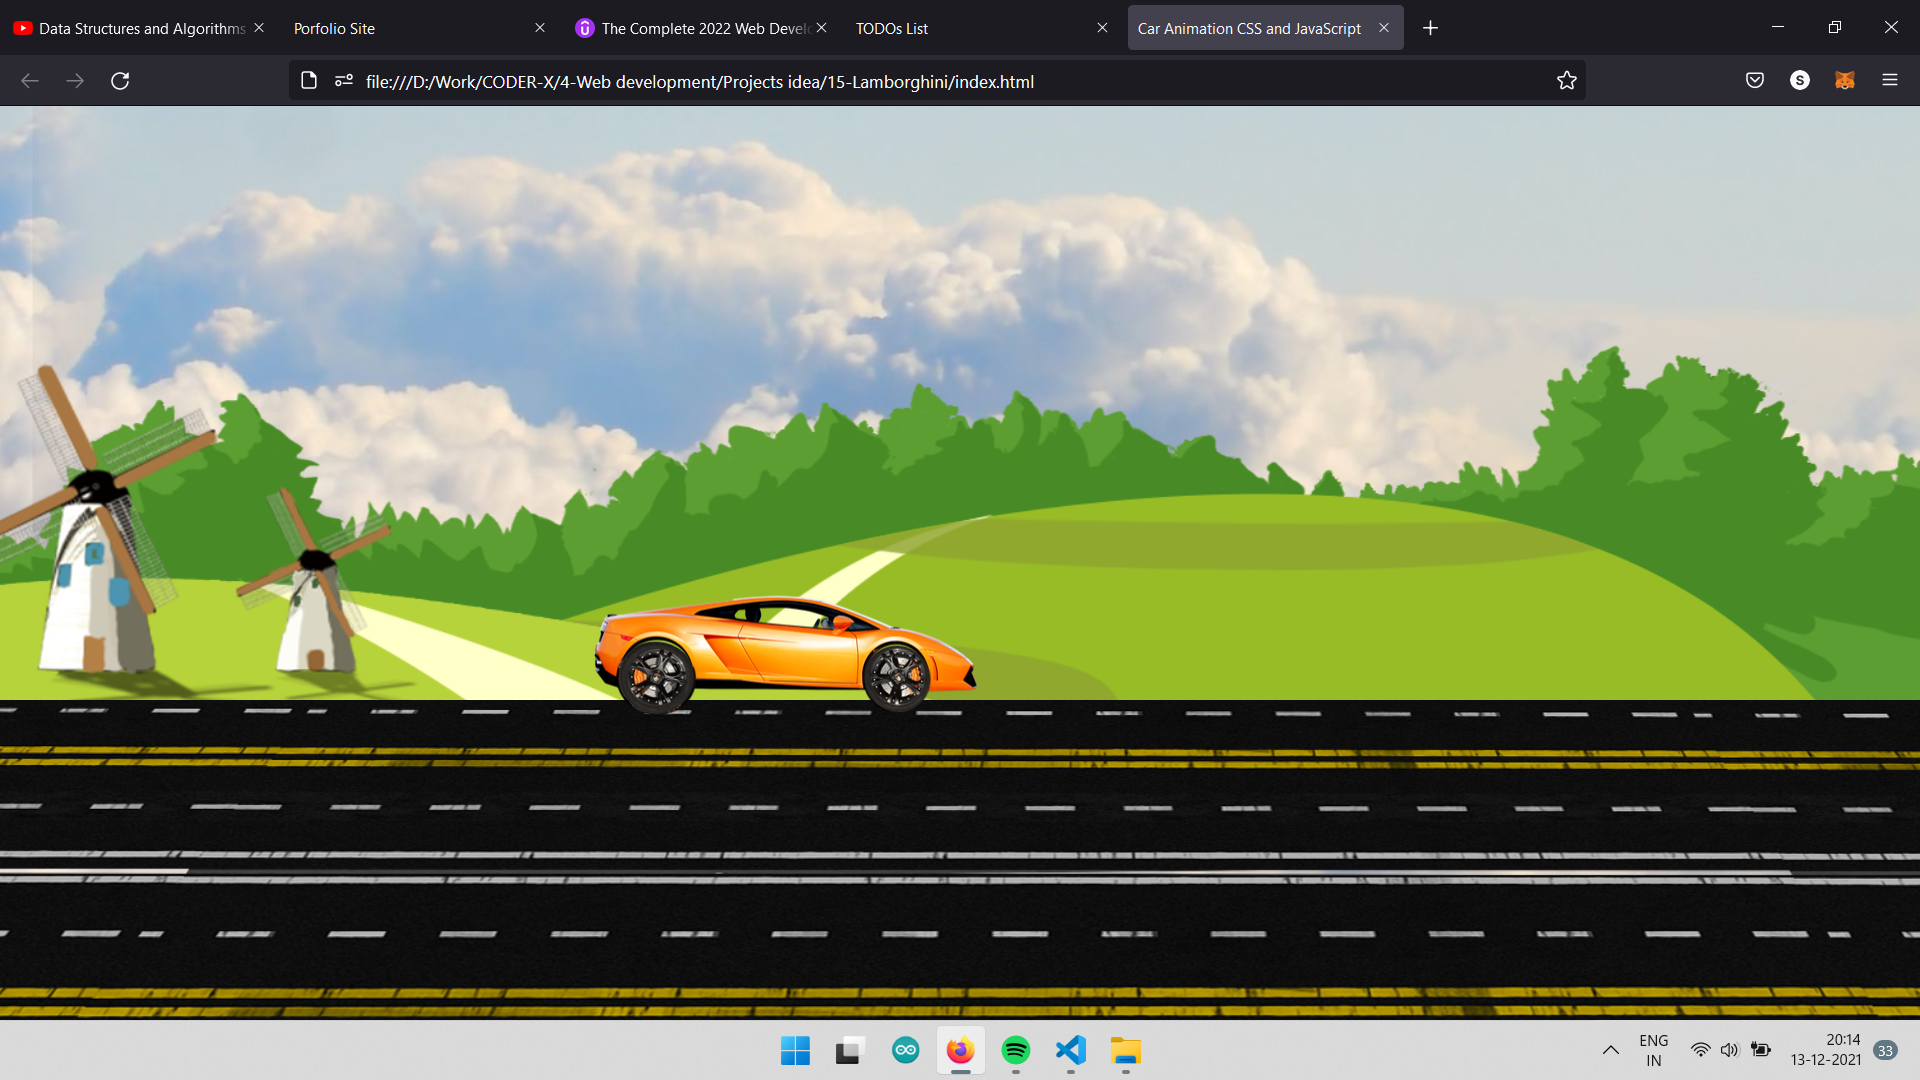 Data Structures and Algorithms
Porfolio Site
The Complete 2022 Web Devel
TODOs List
Car Animation CSS and JavaScript
file:///D:/Work/CODER-X/4-Web development/Projects idea/15-Lamborghini/index.html
S
ENG
IN
20:14
13-12-2021
33